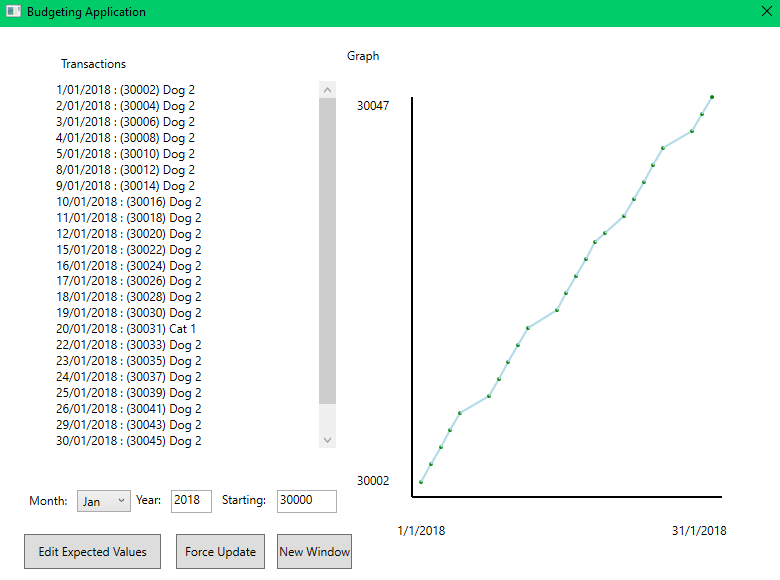 Budgeting Application
Transactions
1/01/2018 : (30002) Dog 2
2/01/2018 : (30004) Dog 2
3/01/2018 : (30006) Dog 2
4/01/2018 : (30008) Dog 2
5/01/2018 : (30010) Dog 2
8/01/2018 : (30012) Dog 2
9/01/2018 : (30014) Dog 2
10/01/2018 : (30016) Dog 2
11/01/2018 : (30018) Dog 2
12/01/2018 : (30020) Dog 2
15/01/2018 : (30022) Dog 2
16/01/2018 : (30024) Dog 2
17/01/2018 : (30026) Dog 2
18/01/2018 : (30028) Dog 2
19/01/2018 : (30030) Dog 2
20/01/2018 : (30031) Cat 1
22/01/2018 : (30033) Dog 2
23/01/2018 : (30035) Dog 2
24/01/2018 : (30037) Dog 2
25/01/2018 : (30039) Dog 2
26/01/2018 : (30041) Dog 2
29/01/2018 : (30043) Dog 2
30/01/2018 : (30045) Dog 2
Graph
30047
30002
1/1/2018 31/1/2018
Month: Jan Year: 2018 Starting: 30000
Edit Expected Values Force Update New Window